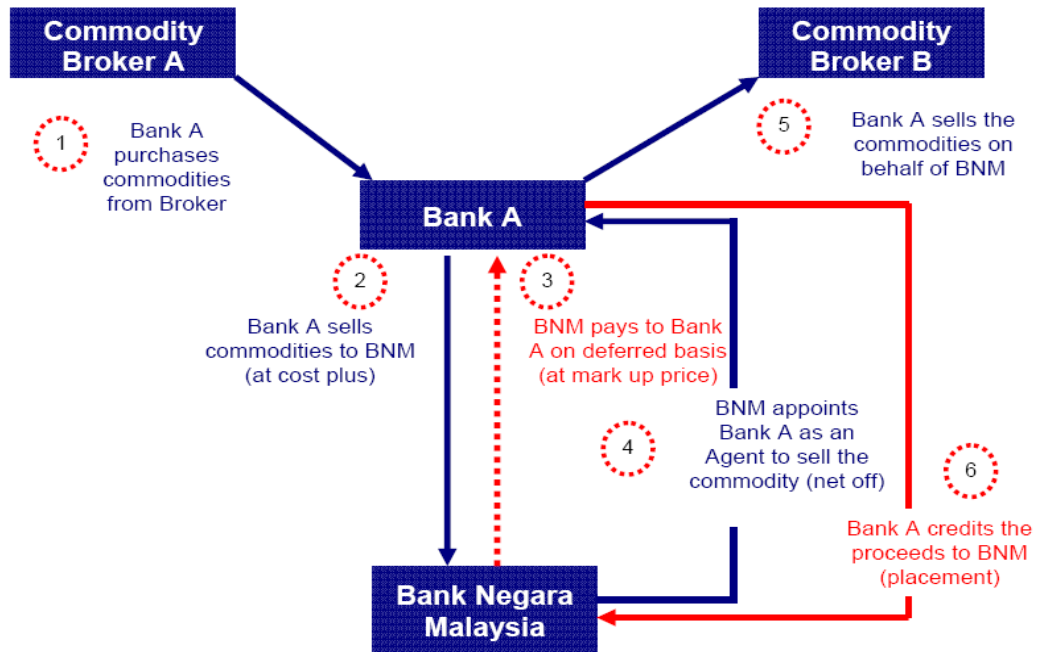 Commodity
Broker A
Commodity
Broker B
1
Bank A
purchases
commodities
from Broker
5
Bank A sells the
commodities on
behalf of BNM
Bank A
2
Bank A sells
commodities to BNM
(at cost plus)
3
BNM pays to Bank
A on deferred basis
(at mark up price)
4
BNM appoints
Bank A as an
Agent to sell the
commodity (net off)
6
Bank A credits the
proceeds to BNM
(placement)
Bank Negara
Malaysia